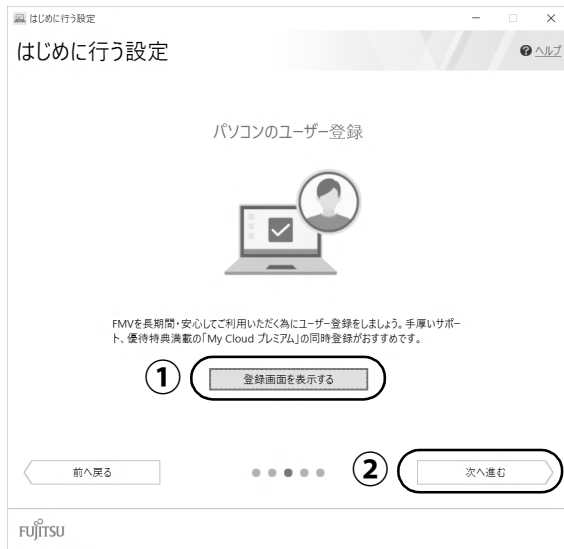 はじめに行う設定
はじめに行う設定
ヘルプ
パソコンのユーザー登録
FMVを長期間・安心してご利用いただく為にユーザー登録をしましょう。手厚いサポー
ト、優待特典満載の「My Cloud プレミアム」の同時登録がおすすめです。
① 登録画面を表示する
前へ戻る ② 次へ進む
FUJITSU